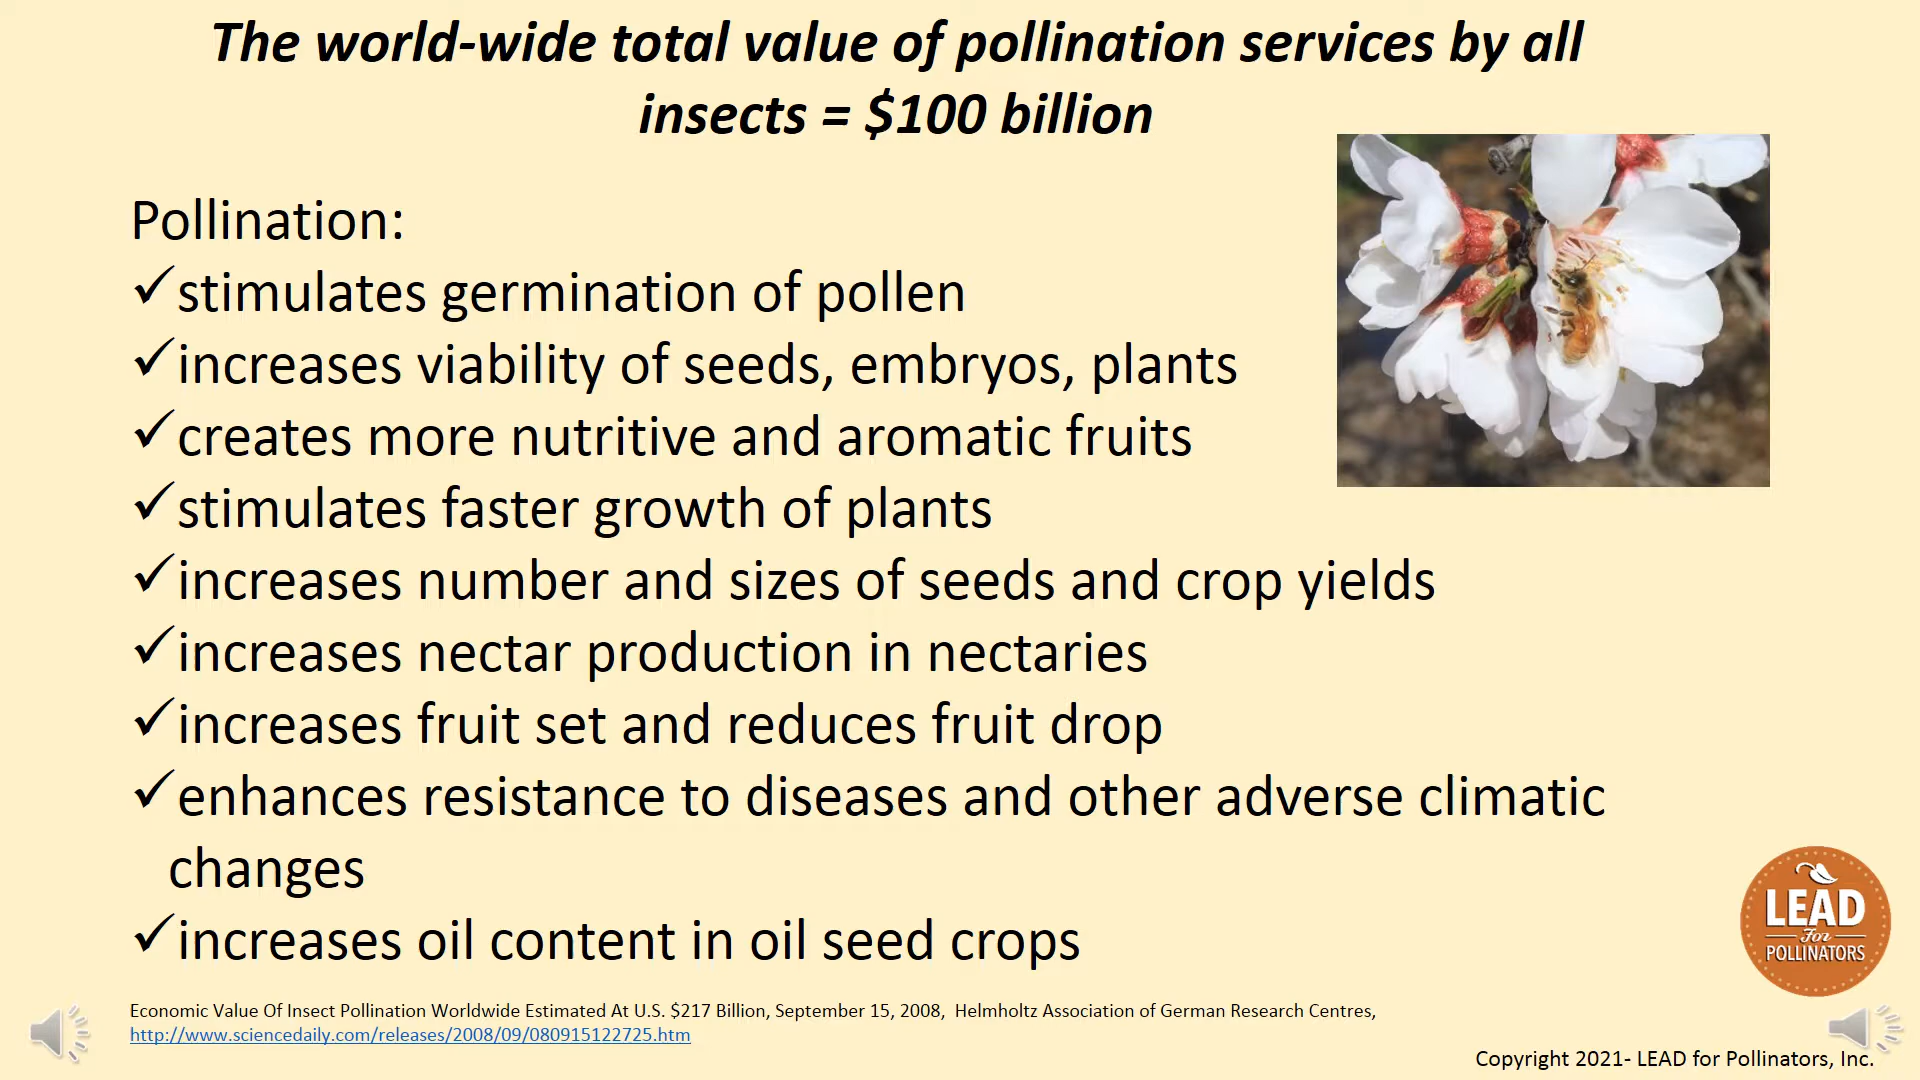 The world-wide total value of pollination services by all
insects = $100 billion
Pollination:
✓stimulates germination of pollen
✓increases viability of seeds, embryos, plants
✓creates more nutritive and aromatic fruits
✓stimulates faster growth of plants
✓increases number and sizes of seeds and crop yields
✓increases nectar production in nectaries
✓increases fruit set and reduces fruit drop
✓enhances resistance to diseases and other adverse climatic
changes
✓increases oil content in oil seed crops
LEAD
For
POLLINATORS
Economic Value Of Insect Pollination Worldwide Estimated At U.S. $217 Billion, September 15, 2008, Helmholtz Association of German Research Centres,
http://www.sciencedaily.com/releases/2008/09/080915122725.htm
Copyright 2021- LEAD for Pollinators, Inc.